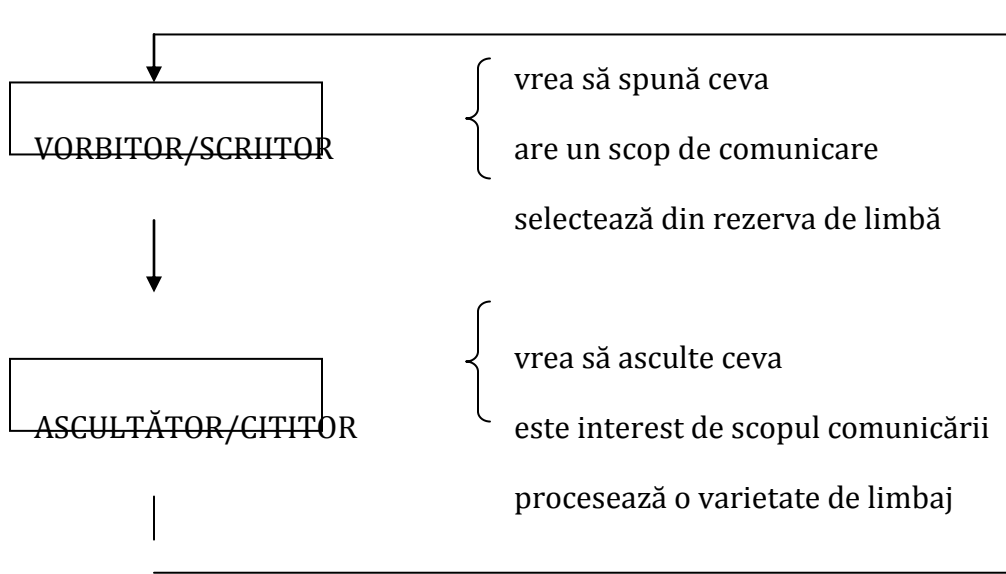 vrea să spună ceva
VORBITOR/SCRIITOR
are un scop de comunicare
selectează din rezerva de limbă
vrea să asculte ceva
ASCULTĂTOR/CITITOR
este interest de scopul comunicării
procesează o varietate de limbaj